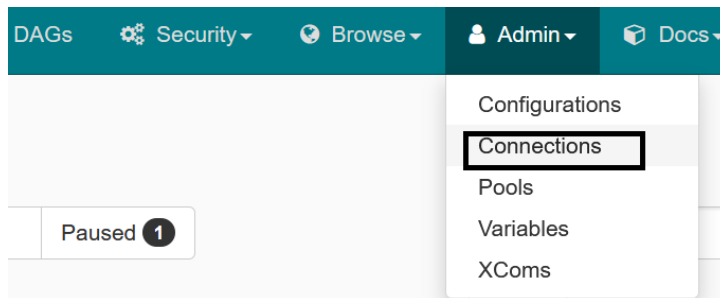 DAGs Security Browse Admin Docs
Configurations
Connections
Pools
Paused 1
Variables
XComs